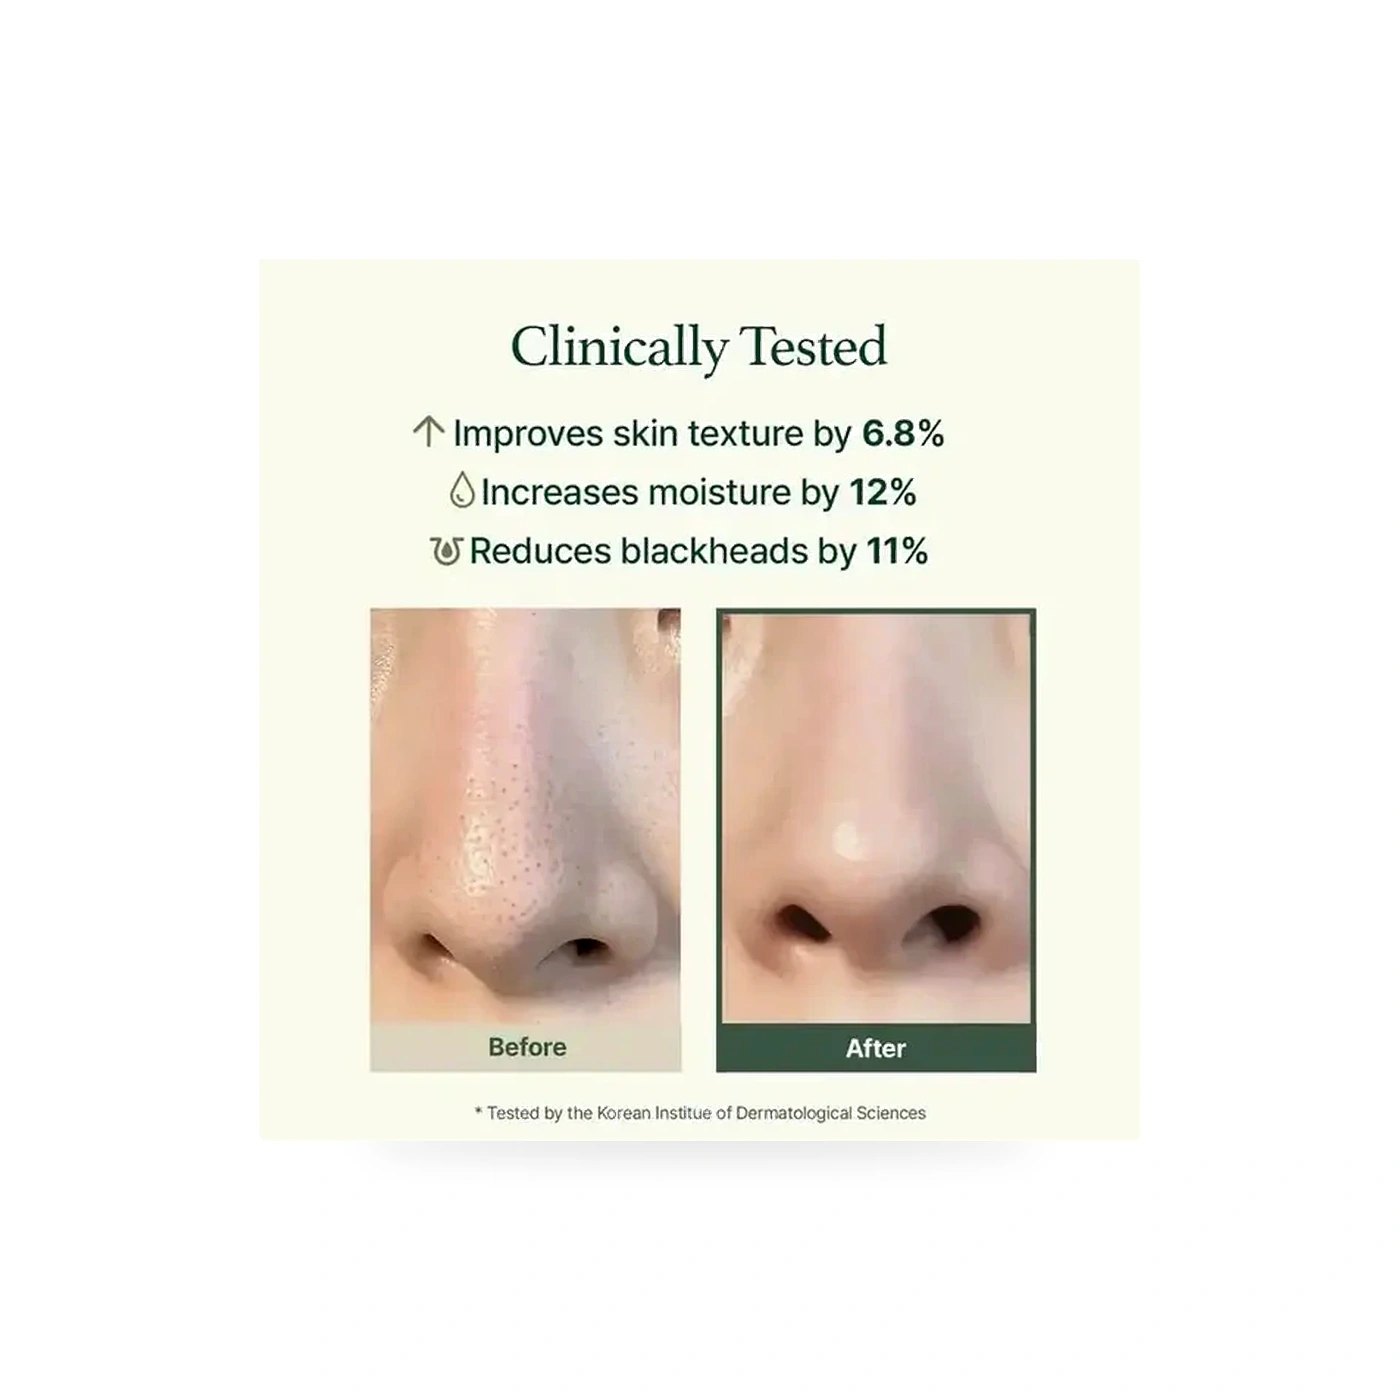 Clinically Tested
Improves skin texture by 6.8%
Increases moisture by 12%
Reduces blackheads by 11%
Before
After
* Tested by the Korean Institue of Dermatological Sciences